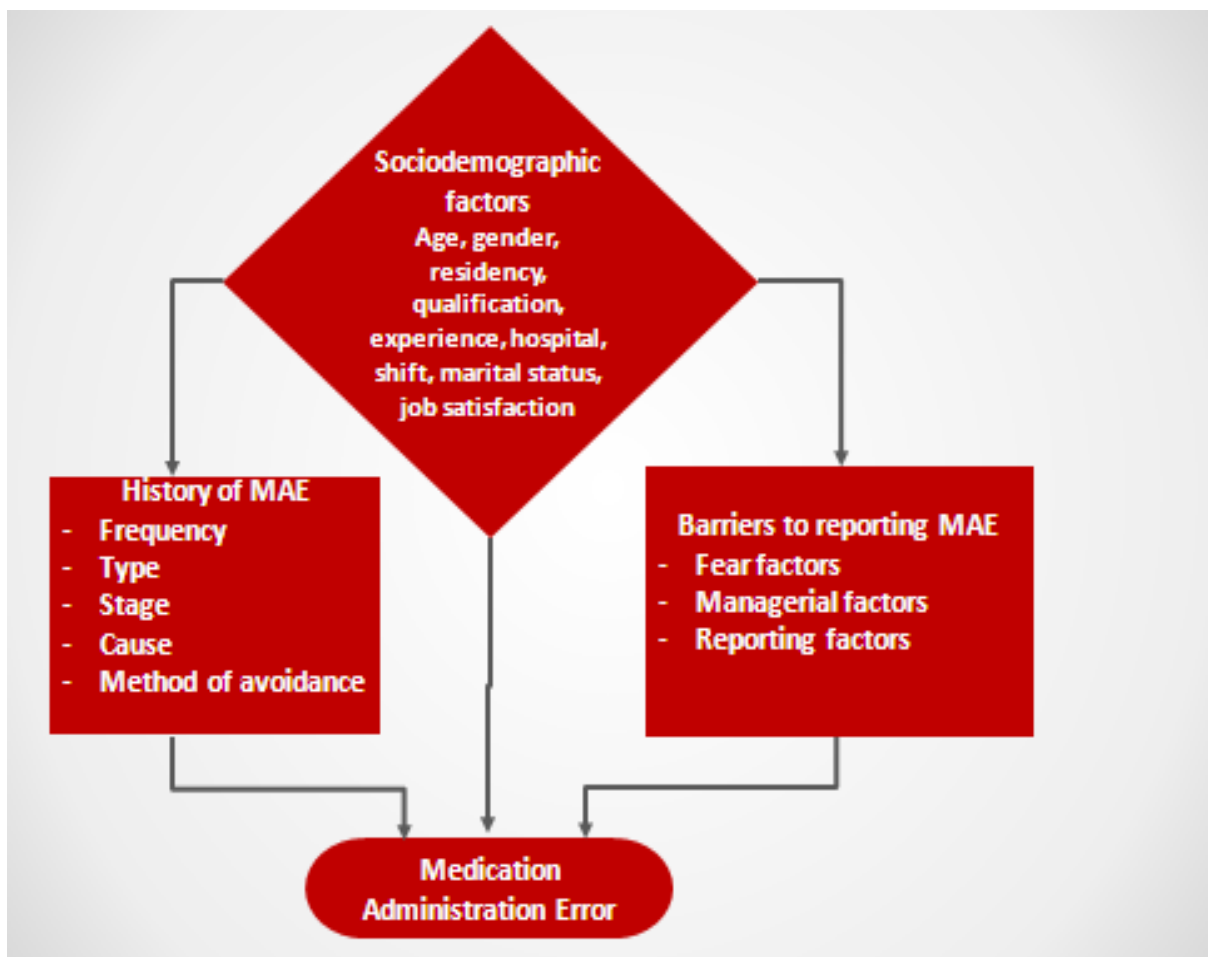 Sociodemographic
factors
Age, gender,
residency,
qualification,
experience, hospital,
shift, marital status,
job satisfaction
History of MAE
- Frequency
- Type
- Stage
- Cause
- Method of avoidance
Barriers to reporting MAE
- Fear factors
- Managerial factors
- Reporting factors
Medication
Administration Error